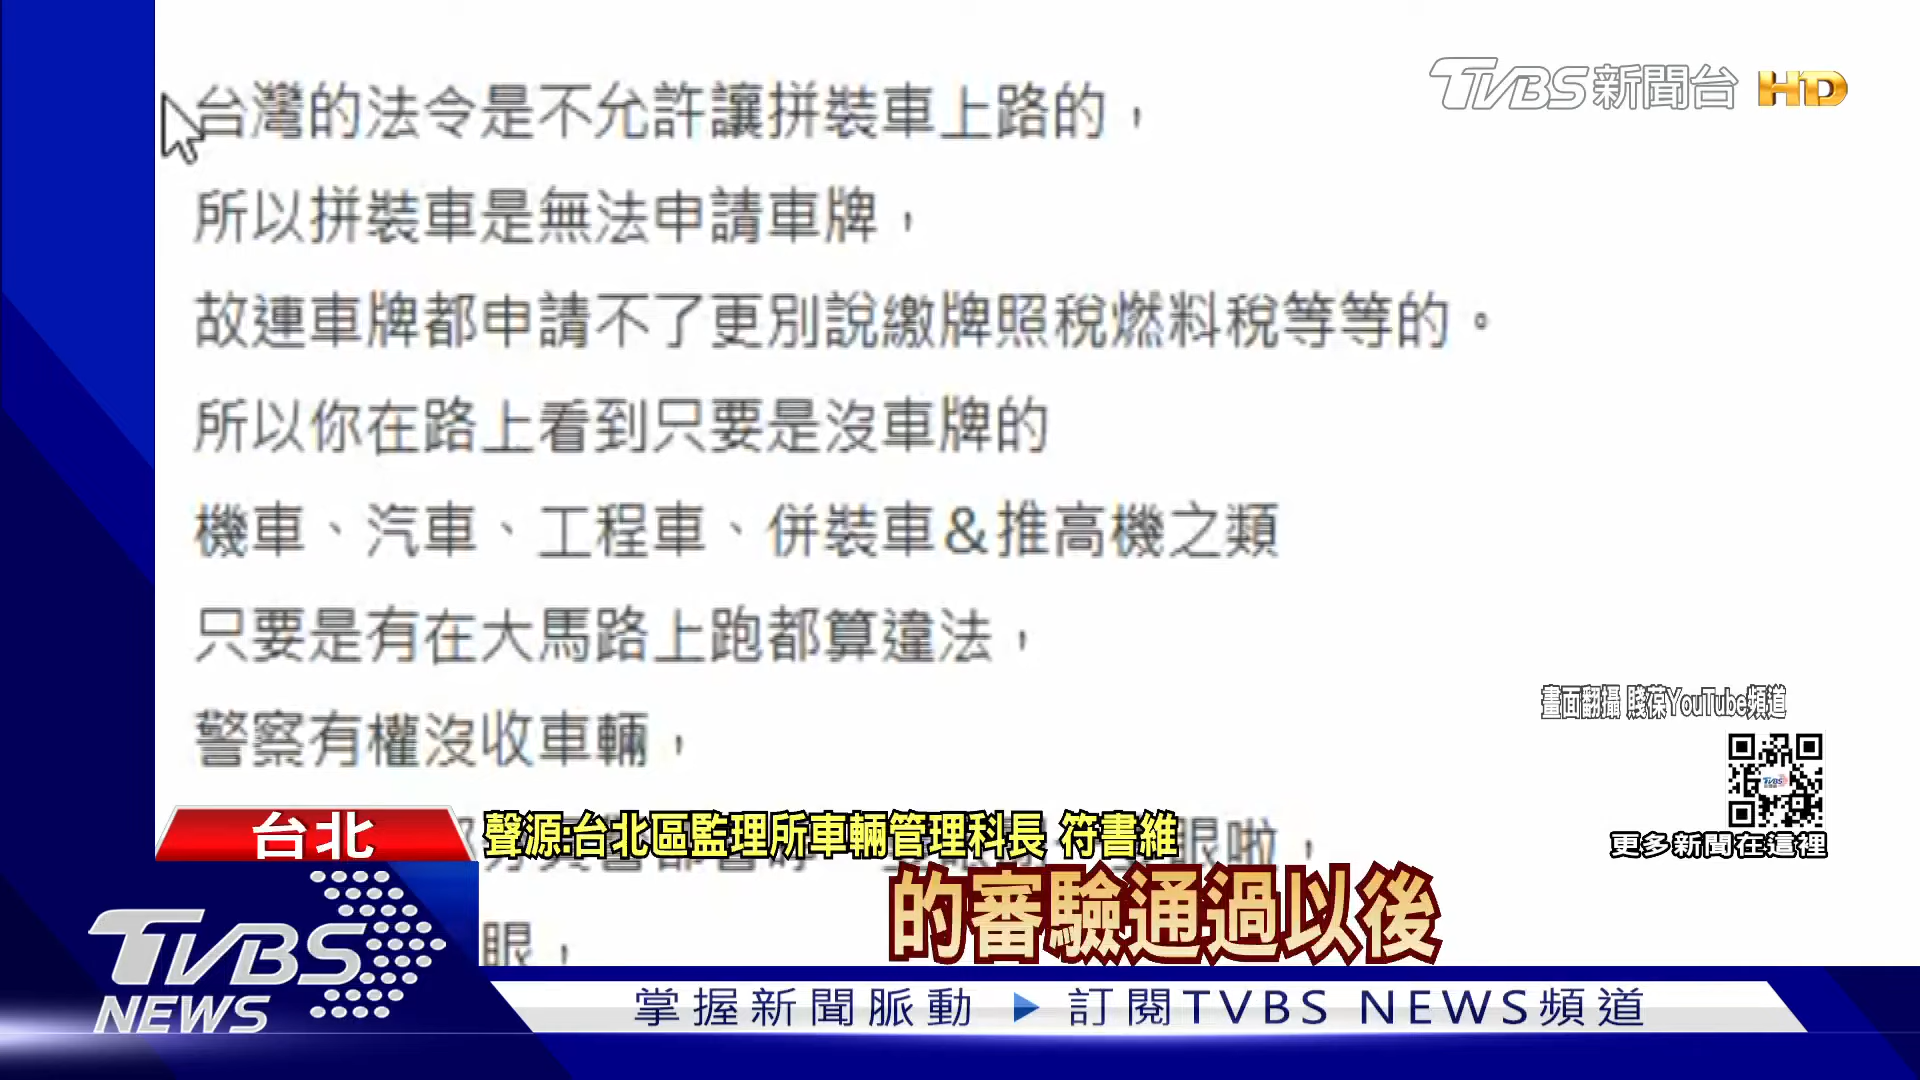 TVBS新聞台 HD
台灣的法令是不允許讓拼裝車上路的，
所以拼裝車是無法申請車牌，
故連車牌都申請不了更別說繳牌照稅燃料稅等等的。
所以你在路上看到只要是沒車牌的
機車、汽車、工程車、併裝車&推高機之類
只要是有在大馬路上跑都算違法，
警察有權沒收車輛，
畫面翻攝 賤葆YouTube頻道
TVBS
更多新聞在這裡
台北
聲源:台北區監理所車輛管理科長 符書維
眼啦，
的審驗通過以後
眼，
TVBS NEWS
掌握新聞脈動 ▶ 訂閱TVBS NEWS頻道